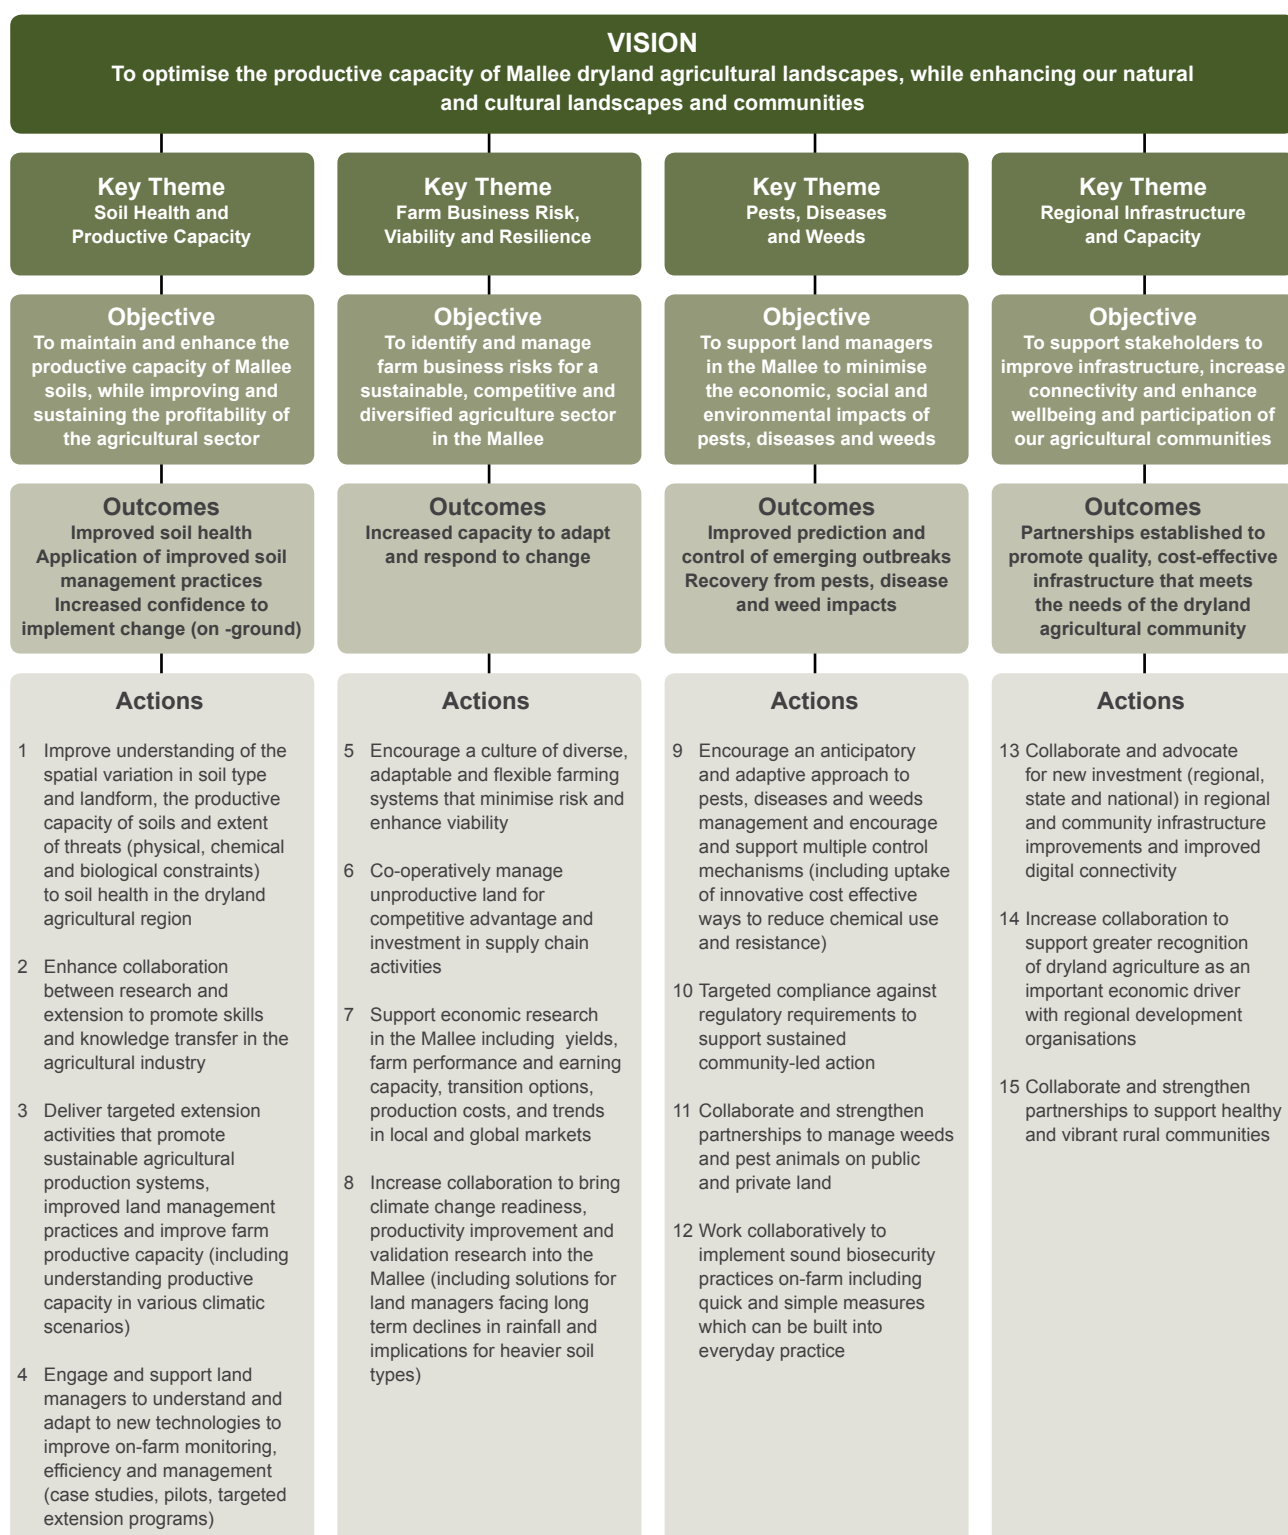 VISION
To optimise the productive capacity of Mallee dryland agricultural landscapes, while enhancing our natural
and cultural landscapes and communities
Key Theme
Soil Health and
Productive Capacity
Objective
To maintain and enhance the
productive capacity of Mallee
soils, while improving and
sustaining the profitability of
the agricultural sector
Outcomes
Improved soil health
Application of improved soil
management practices
Increased confidence to
implement change (on -ground)
Actions
1 Improve understanding of the
spatial variation in soil type
and landform, the productive
capacity of soils and extent
of threats (physical, chemical
and biological constraints)
to soil health in the dryland
agricultural region
2 Enhance collaboration
between research and
extension to promote skills
and knowledge transfer in the
agricultural industry
3 Deliver targeted extension
activities that promote
sustainable agricultural
production systems,
improved land management
practices and improve farm
productive capacity (including
understanding productive
capacity in various climatic
scenarios)
4 Engage and support land
managers to understand and
adapt to new technologies to
improve on-farm monitoring,
efficiency and management
(case studies, pilots, targeted
extension programs)
Key Theme
Farm Business Risk,
Viability and Resilience
Objective
To identify and manage
farm business risks for a
sustainable, competitive and
diversified agriculture sector
in the Mallee
Outcomes
Increased capacity to adapt
and respond to change
Actions
5 Encourage a culture of diverse,
adaptable and flexible farming
systems that minimise risk and
enhance viability
6 Co-operatively manage
unproductive land for
competitive advantage and
investment in supply chain
activities
7 Support economic research
in the Mallee including yields,
farm performance and earning
capacity, transition options,
production costs, and trends
in local and global markets
8 Increase collaboration to bring
climate change readiness,
productivity improvement and
validation research into the
Mallee (including solutions for
land managers facing long
term declines in rainfall and
implications for heavier soil
types)
Key Theme
Pests, Diseases
and Weeds
Objective
To support land managers
in the Mallee to minimise
the economic, social and
environmental impacts of
pests, diseases and weeds
Outcomes
Improved prediction and
control of emerging outbreaks
Recovery from pests, disease
and weed impacts
Actions
9 Encourage an anticipatory
and adaptive approach to
pests, diseases and weeds
management and encourage
and support multiple control
mechanisms (including uptake
of innovative cost effective
ways to reduce chemical use
and resistance)
10 Targeted compliance against
regulatory requirements to
support sustained
community-led action
11 Collaborate and strengthen
partnerships to manage weeds
and pest animals on public
and private land
12 Work collaboratively to
implement sound biosecurity
practices on-farm including
quick and simple measures
which can be built into
everyday practice
Key Theme
Regional Infrastructure
and Capacity
Objective
To support stakeholders to
improve infrastructure, increase
connectivity and enhance
wellbeing and participation of
our agricultural communities
Outcomes
Partnerships established to
promote quality, cost-effective
infrastructure that meets
the needs of the dryland
agricultural community
Actions
13 Collaborate and advocate
for new investment (regional,
state and national) in regional
and community infrastructure
improvements and improved
digital connectivity
14 Increase collaboration to
support greater recognition
of dryland agriculture as an
important economic driver
with regional development
organisations
15 Collaborate and strengthen
partnerships to support healthy
and vibrant rural communities